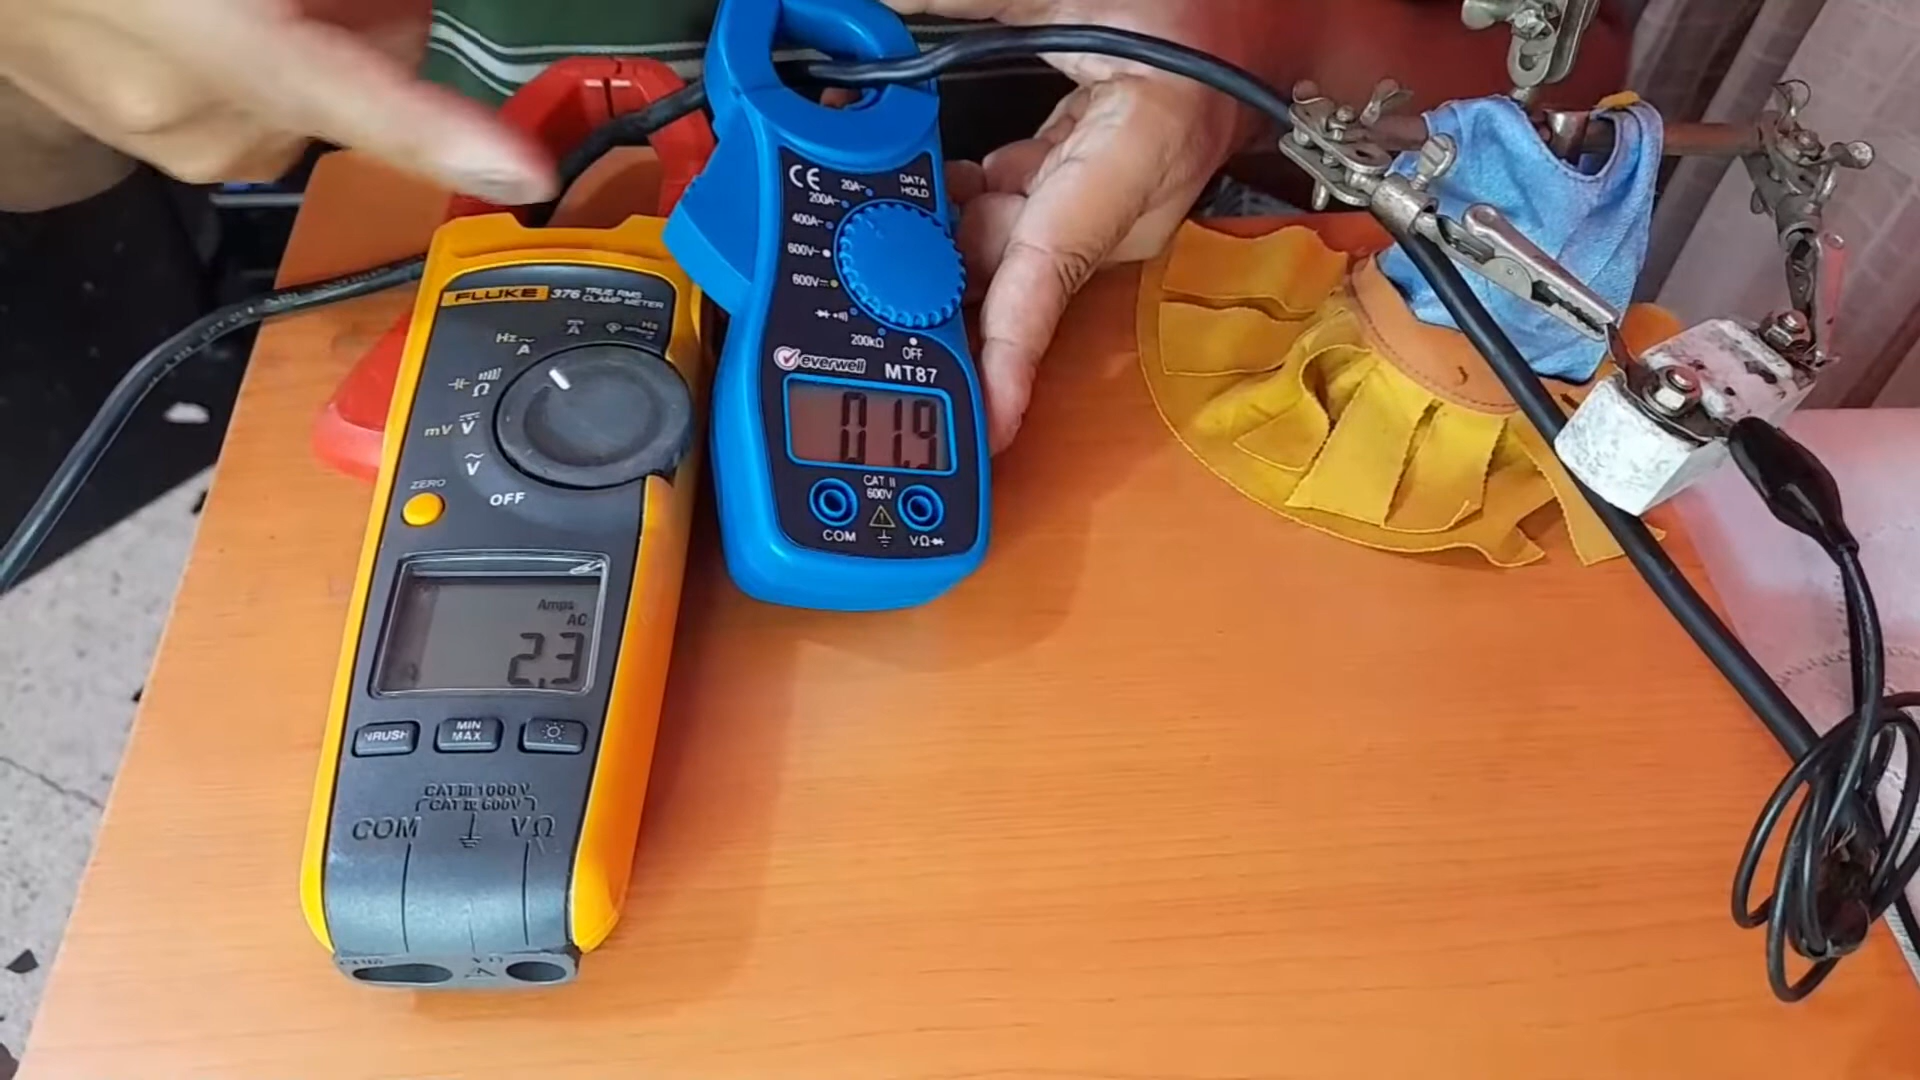 FLUKE 376 TRUE RMS
CLAMP METER
Hz
A
A
Hz
Ω
mV V
V
ZERO
OFF
Amps
AC
2.3
INRUSH
MIN
MAX
CAT III 1000 V
CAT IV 600V
COM
VΩ
CE
20A~
DATA
HOLD
200A~
400A~
600V~
600V
200kΩ
OFF
everwell MT87
01.9
CAT II
600V
COM
VΩ